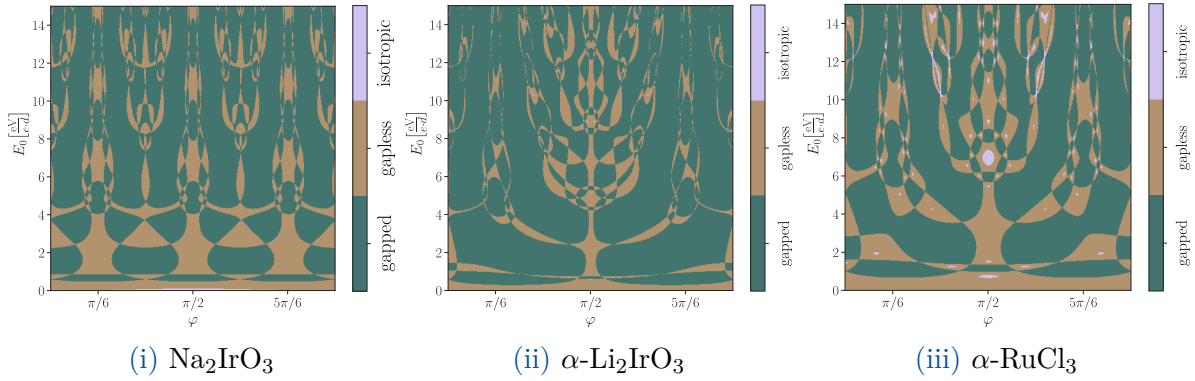 14
12
10
8
6
4
2
0
E₀ [eV/e·d]
π/6
π/2
5π/6
φ
isotropic
gapless
gapped
(i) Na₂IrO₃
14
12
10
8
6
4
2
0
E₀ [eV/e·d]
π/6
π/2
5π/6
φ
isotropic
gapless
gapped
(ii) α-Li₂IrO₃
14
12
10
8
6
4
2
0
E₀ [eV/e·d]
π/6
π/2
5π/6
φ
isotropic
gapless
gapped
(iii) α-RuCl₃